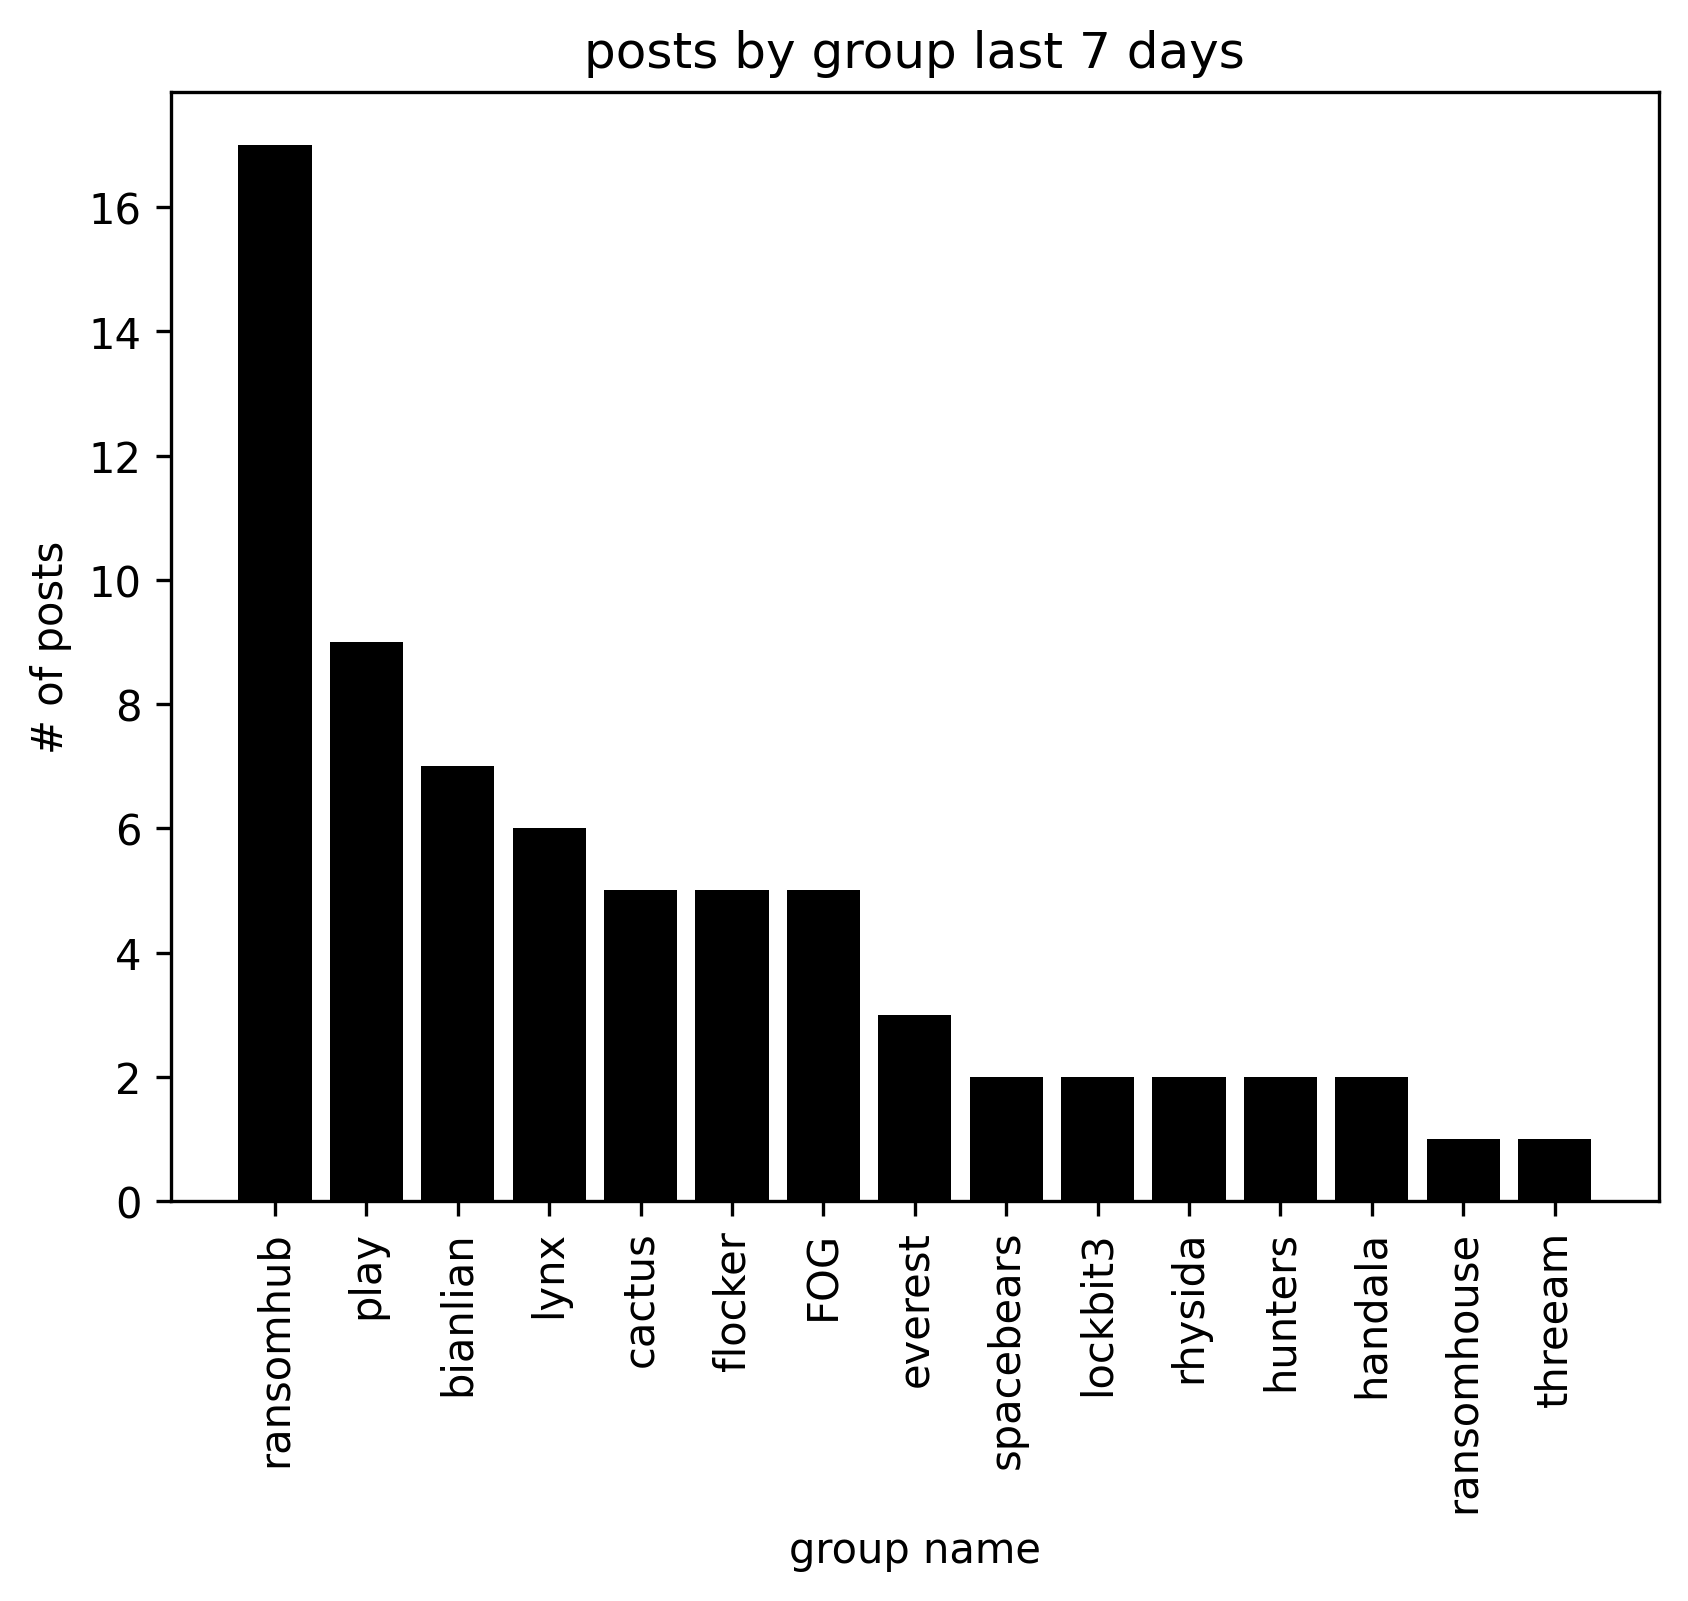 posts by group last 7 days
# of posts
16
14
12
10
8
6
4
2
0
ransomhub
play
bianlian
lynx
cactus
flocker
FOG
everest
spacebears
lockbit3
rhysida
hunters
handala
ransomhouse
threeam
group name